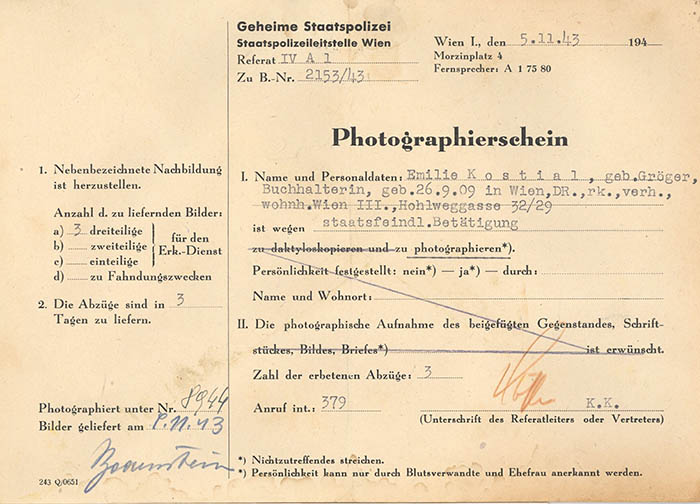 Geheime Staatspolizei
Staatspolizeileitstelle Wien
Referat IV A 1
Zu B.-Nr. 2153/43
Wien I., den 5.11.43 194
Morzinplatz 4
Fernsprecher: A 1 75 80
Photographierschein
1. Nebenbezeichnete Nachbildung
ist herzustellen.
Anzahl d. zu liefernden Bilder:
a) 3 dreiteilige
b) zweiteilige
c) einteilige
für den
Erk.-Dienst
d) zu Fahndungszwecken
2. Die Abzüge sind in 3
Tagen zu liefern.
Photographiert unter Nr. 8944
Bilder geliefert am 8.11.43
243 Q/0651
I. Name und Personaldaten: Emilie Kostial, geb.Gröger,
Buchhalterin, geb.26.9.09 in Wien,DR.,rk.,verh.,
wohnh.Wien III.,Hohlweggasse 32/29
ist wegen staatsfeindl.Betätigung
zu daktyloskopieren und zu photographieren*).
Persönlichkeit festgestellt: nein*) — ja*) — durch:
Name und Wohnort:
II. Die photographische Aufnahme des beigefügten Gegenstandes, Schrift-
stückes, Bildes, Briefes*) ist erwünscht.
Zahl der erbetenen Abzüge: 3
Anruf int.: 379
K.K.
(Unterschrift des Referatleiters oder Vertreters)
*) Nichtzutreffendes streichen.
*) Persönlichkeit kann nur durch Blutsverwandte und Ehefrau anerkannt werden.